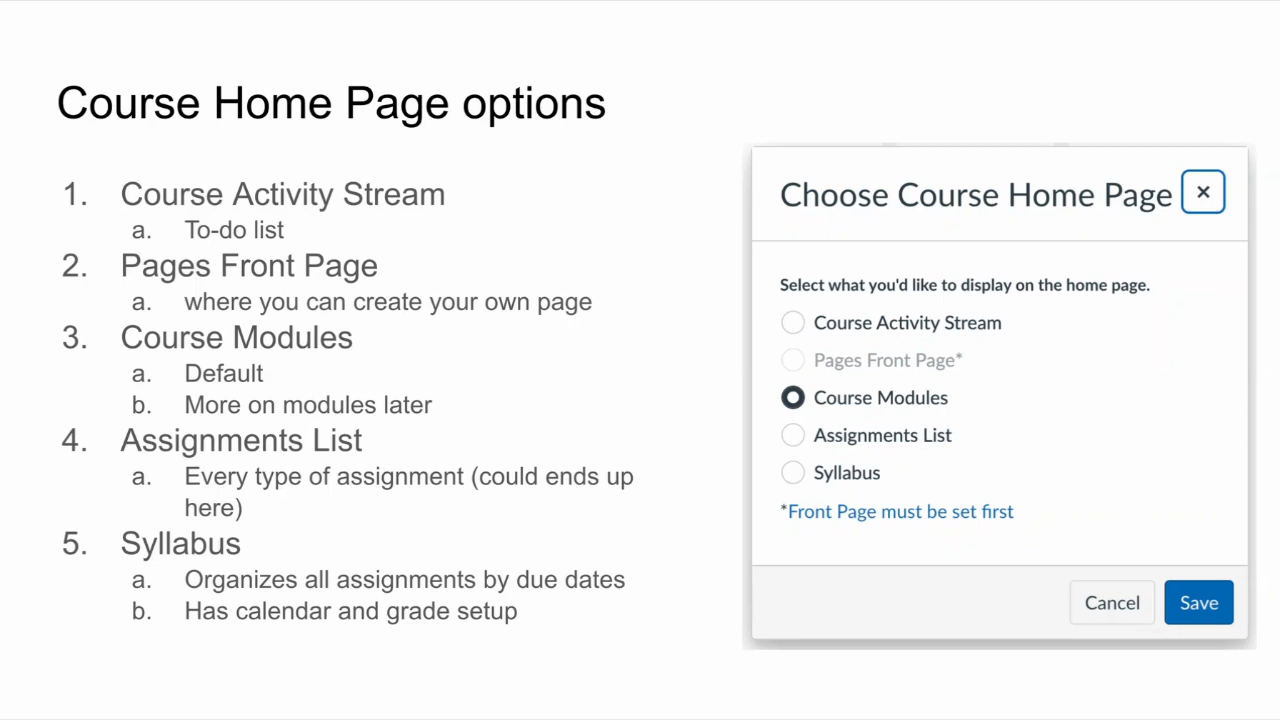 Course Home Page options
1. Course Activity Stream
a. To-do list
2. Pages Front Page
a. where you can create your own page
3. Course Modules
a. Default
b. More on modules later
4. Assignments List
a. Every type of assignment (could ends up
here)
5. Syllabus
a. Organizes all assignments by due dates
b. Has calendar and grade setup
Choose Course Home Page
Select what you'd like to display on the home page.
Course Activity Stream
Pages Front Page*
Course Modules
Assignments List
Syllabus
*Front Page must be set first
Cancel Save